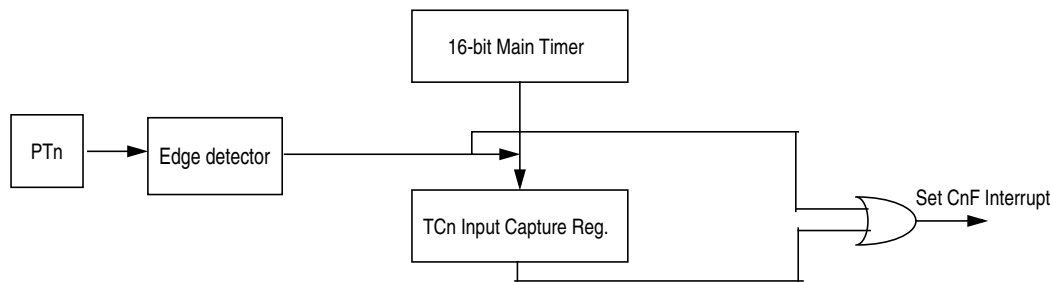 16-bit Main Timer
PTn
Edge detector
TCn Input Capture Reg.
Set CnF Interrupt